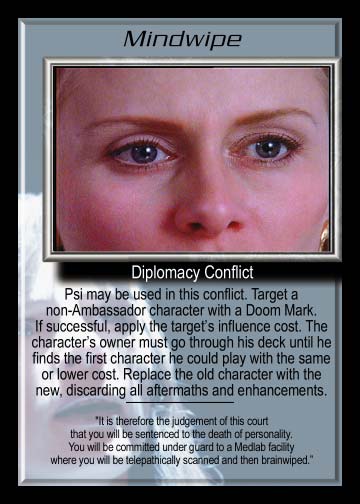 Mindwipe
Diplomacy Conflict
Psi may be used in this conflict. Target a
non-Ambassador character with a Doom Mark.
If successful, apply the target's influence cost. The
character's owner must go through his deck until he
finds the first character he could play with the same
or lower cost. Replace the old character with the
new, discarding all aftermaths and enhancements.
"It is therefore the judgement of this court
that you will be sentenced to the death of personality.
You will be committed under guard to a Medlab facility
where you will be telepathically scanned and then brainwiped."